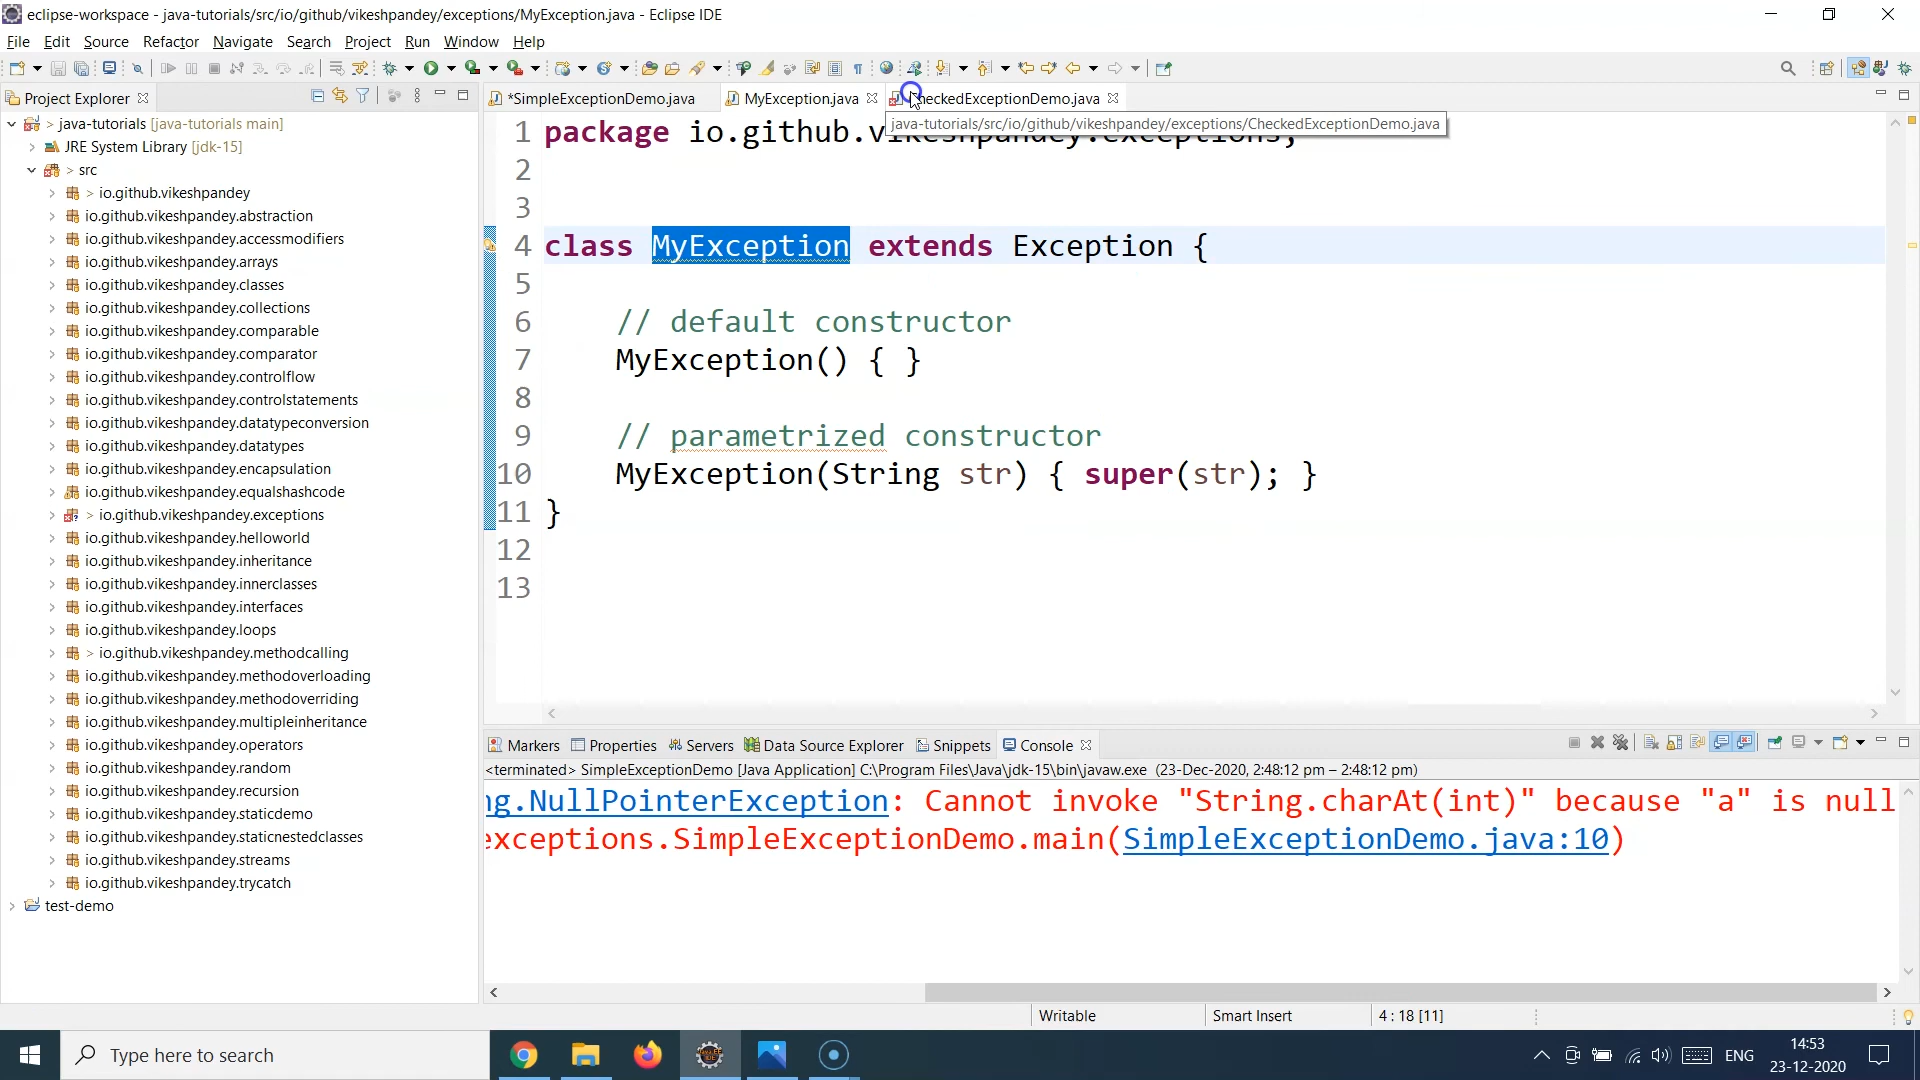 eclipse-workspace - java-tutorials/src/io/github/vikeshpandey/exceptions/MyException.java - Eclipse IDE
File Edit Source Refactor Navigate Search Project Run Window Help
Project Explorer
*SimpleExceptionDemo.java MyException.java CheckedExceptionDemo.java
java-tutorials/src/io/github/vikeshpandey/exceptions/CheckedExceptionDemo.java
> java-tutorials [java-tutorials main]
JRE System Library [jdk-15]
> src
> io.github.vikeshpandey
io.github.vikeshpandey.abstraction
io.github.vikeshpandey.accessmodifiers
io.github.vikeshpandey.arrays
io.github.vikeshpandey.classes
io.github.vikeshpandey.collections
io.github.vikeshpandey.comparable
io.github.vikeshpandey.comparator
io.github.vikeshpandey.controlflow
io.github.vikeshpandey.controlstatements
io.github.vikeshpandey.datatypeconversion
io.github.vikeshpandey.datatypes
io.github.vikeshpandey.encapsulation
io.github.vikeshpandey.equalshashcode
> io.github.vikeshpandey.exceptions
io.github.vikeshpandey.helloworld
io.github.vikeshpandey.inheritance
io.github.vikeshpandey.innerclasses
io.github.vikeshpandey.interfaces
io.github.vikeshpandey.loops
> io.github.vikeshpandey.methodcalling
io.github.vikeshpandey.methodoverloading
io.github.vikeshpandey.methodoverriding
io.github.vikeshpandey.multipleinheritance
io.github.vikeshpandey.operators
io.github.vikeshpandey.random
io.github.vikeshpandey.recursion
io.github.vikeshpandey.staticdemo
io.github.vikeshpandey.staticnestedclasses
io.github.vikeshpandey.streams
io.github.vikeshpandey.trycatch
test-demo
1 package io.github.vikeshpandey.exceptions;
2
3
4 class MyException extends Exception {
5
6 // default constructor
7 MyException() { }
8
9 // parametrized constructor
10 MyException(String str) { super(str); }
11 }
12
13
Markers Properties Servers Data Source Explorer Snippets Console
<terminated> SimpleExceptionDemo [Java Application] C:\Program Files\Java\jdk-15\bin\javaw.exe (23-Dec-2020, 2:48:12 pm – 2:48:12 pm)
ng.NullPointerException: Cannot invoke "String.charAt(int)" because "a" is null
exceptions.SimpleExceptionDemo.main(SimpleExceptionDemo.java:10)
Writable Smart Insert 4 : 18 [11]
Type here to search
ENG
14:53
23-12-2020